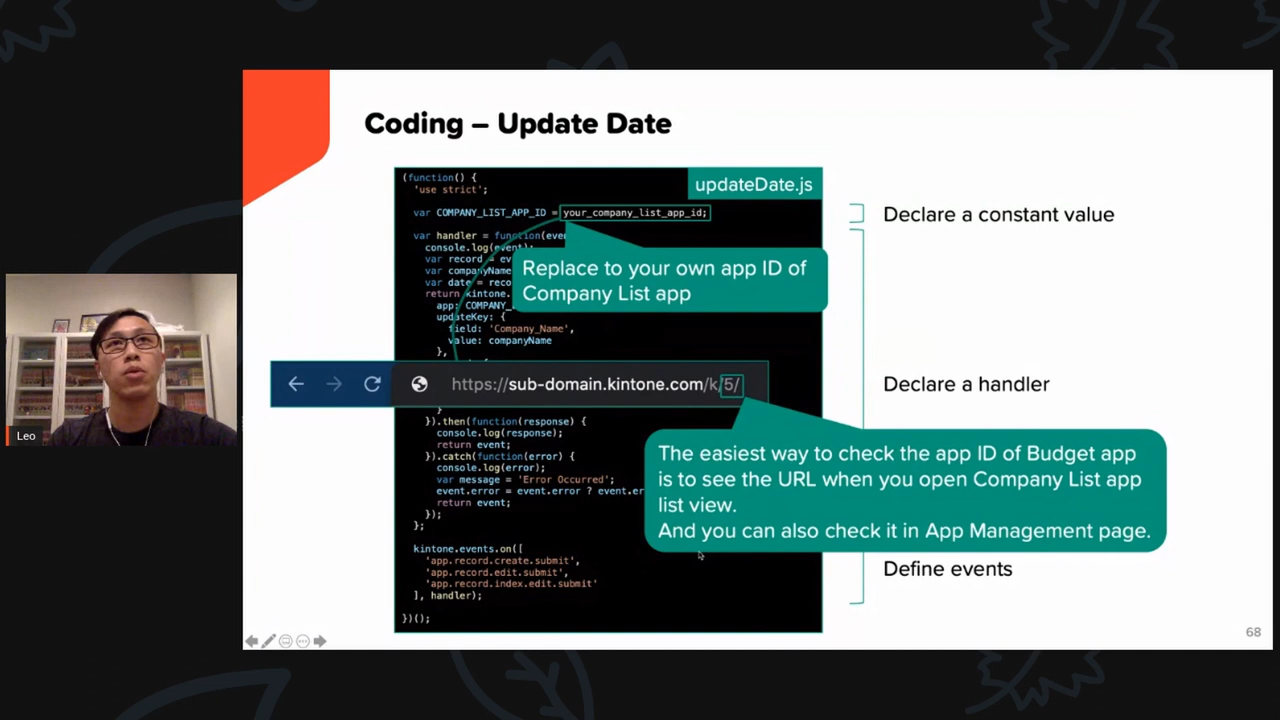 Coding – Update Date
updateDate.js
(function() {
'use strict';
var COMPANY_LIST_APP_ID = your_company_list_app_id;
var handler = function(eve
console.log(event);
var record = ev
var companyName
var date = reco
return kintone.
app: COMPANY_
updateKey: {
field: 'Company_Name',
value: companyName
},
Replace to your own app ID of
Company List app
https://sub-domain.kintone.com/k/5/
}
}).then(function(response) {
console.log(response);
return event;
}).catch(function(error) {
console.log(error);
var message = 'Error Occurred';
event.error = event.error ? event.er
return event;
});
};
kintone.events.on([
'app.record.create.submit',
'app.record.edit.submit',
'app.record.index.edit.submit'
], handler);
})();
The easiest way to check the app ID of Budget app
is to see the URL when you open Company List app
list view.
And you can also check it in App Management page.
Declare a constant value
Declare a handler
Define events
Leo
68